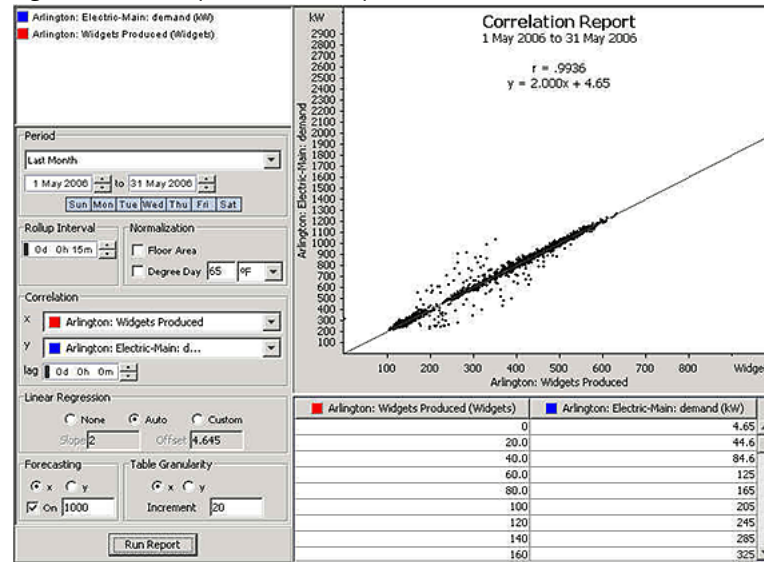 Arlington: Electric-Main: demand (kW)
Arlington: Widgets Produced (Widgets)
Period
Last Month
1 May 2006 to 31 May 2006
Sun Mon Tue Wed Thu Fri Sat
Rollup Interval
0d 0h 15m
Normalization
Floor Area
Degree Day 65 °F
Correlation
x Arlington: Widgets Produced
y Arlington: Electric-Main: d...
lag 0d 0h 0m
Linear Regression
None Auto Custom
Slope 2 Offset 4.645
Forecasting
x y
On 1000
Table Granularity
x y
Increment 20
Run Report
Correlation Report
1 May 2006 to 31 May 2006
r = .9936
y = 2.000x + 4.65
kW
2900
2800
2700
2600
2500
2400
2300
2200
2100
2000
1900
1800
1700
1600
1500
1400
1300
1200
1100
1000
900
800
700
600
500
400
300
200
100
Arlington: Electric-Main: demand
100 200 300 400 500 600 700 800 Widge
Arlington: Widgets Produced
Arlington: Widgets Produced (Widgets) Arlington: Electric-Main: demand (kW)
0 4.65
20.0 44.6
40.0 84.6
60.0 125
80.0 165
100 205
120 245
140 285
160 325